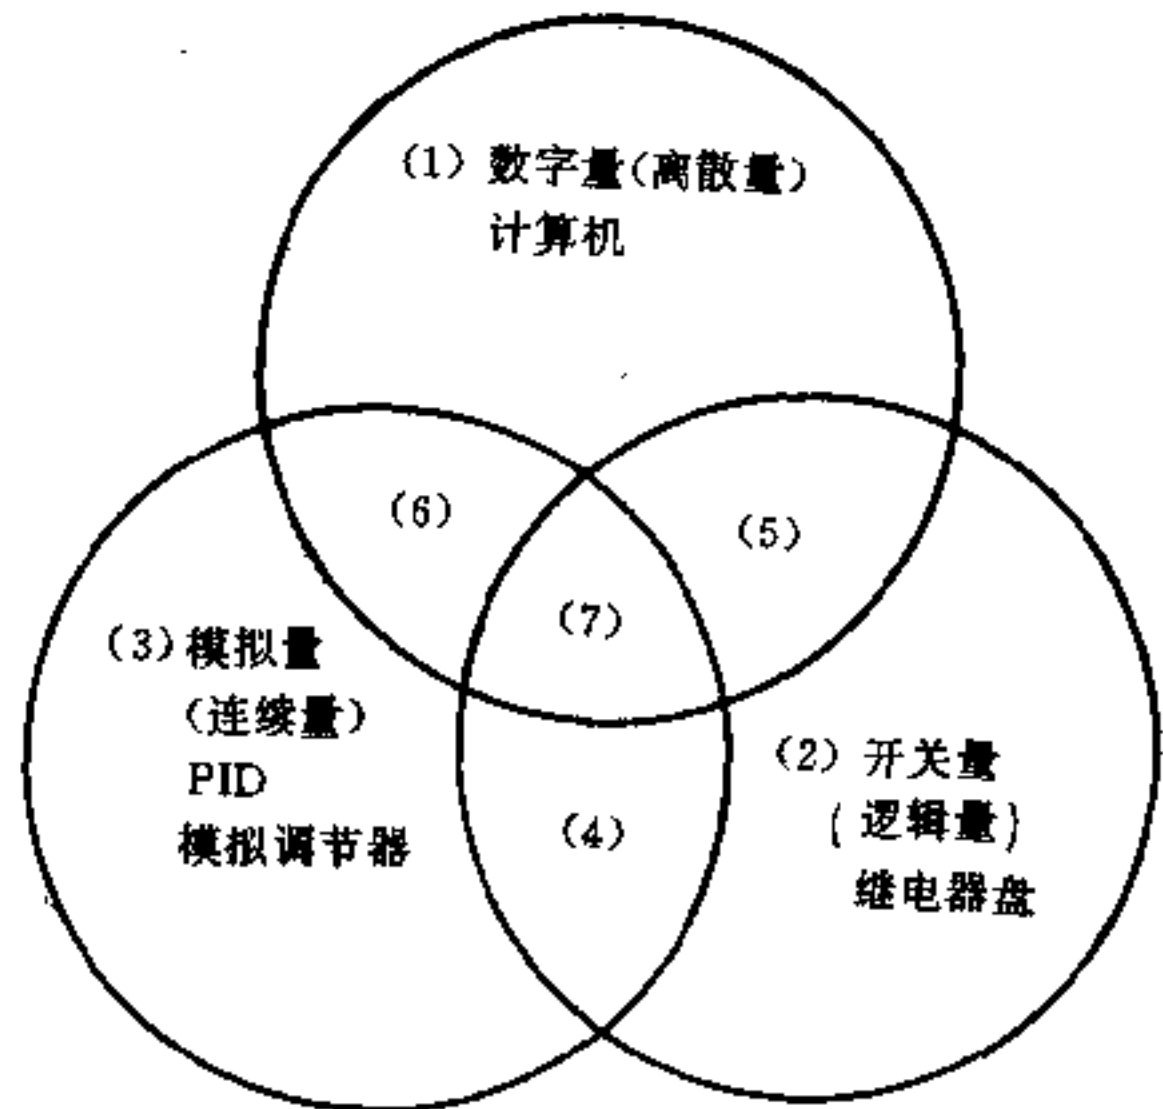 (1) 数字量(离散量)
计算机
(6)
(5)
(7)
(3) 模拟量
(连续量)
PID
模拟调节器
(2) 开关量
(逻辑量)
继电器盘
(4)